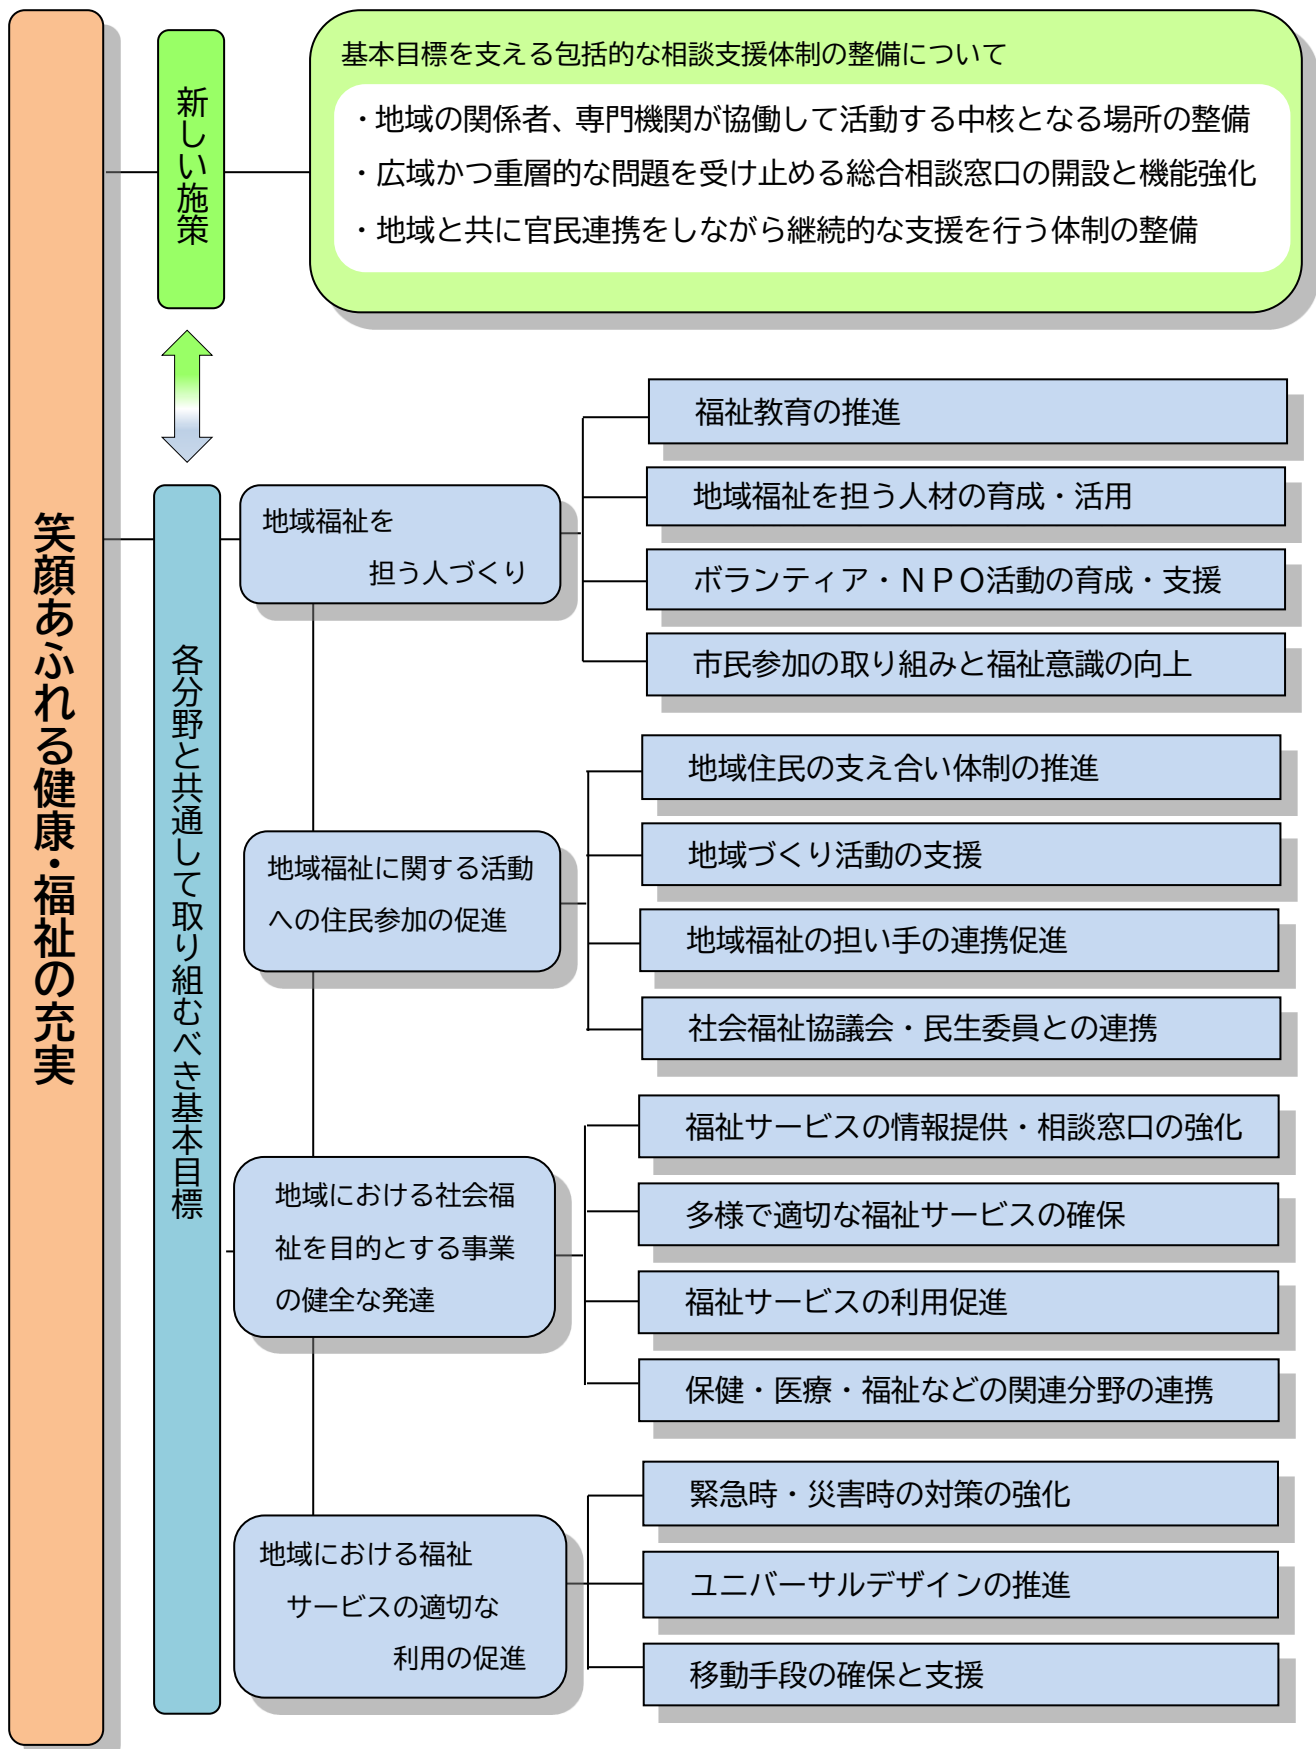 笑顔あふれる健康・福祉の充実
新しい施策
基本目標を支える包括的な相談支援体制の整備について
・地域の関係者、専門機関が協働して活動する中核となる場所の整備
・広域かつ重層的な問題を受け止める総合相談窓口の開設と機能強化
・地域と共に官民連携をしながら継続的な支援を行う体制の整備
各分野と共通して取り組むべき基本目標
地域福祉を
担う人づくり
福祉教育の推進
地域福祉を担う人材の育成・活用
ボランティア・ＮＰＯ活動の育成・支援
市民参加の取り組みと福祉意識の向上
地域福祉に関する活動
への住民参加の促進
地域住民の支え合い体制の推進
地域づくり活動の支援
地域福祉の担い手の連携促進
社会福祉協議会・民生委員との連携
地域における社会福
祉を目的とする事業
の健全な発達
福祉サービスの情報提供・相談窓口の強化
多様で適切な福祉サービスの確保
福祉サービスの利用促進
保健・医療・福祉などの関連分野の連携
地域における福祉
サービスの適切な
利用の促進
緊急時・災害時の対策の強化
ユニバーサルデザインの推進
移動手段の確保と支援